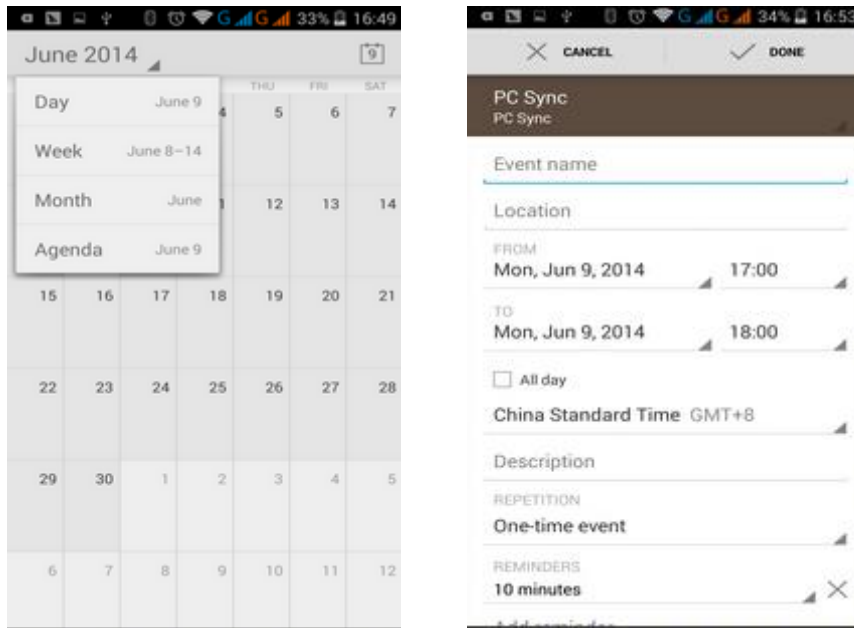 G G 33% 16:49
June 2014 9
THU FRI SAT
Day June 9
4 5 6 7
Week June 8–14
Month June
1 12 13 14
Agenda June 9
15 16 17 18 19 20 21
22 23 24 25 26 27 28
29 30 1 2 3 4 5
6 7 8 9 10 11 12
G G 34% 16:53
CANCEL DONE
PC Sync
PC Sync
Event name
Location
FROM
Mon, Jun 9, 2014 17:00
TO
Mon, Jun 9, 2014 18:00
All day
China Standard Time GMT+8
Description
REPETITION
One-time event
REMINDERS
10 minutes
Add reminder